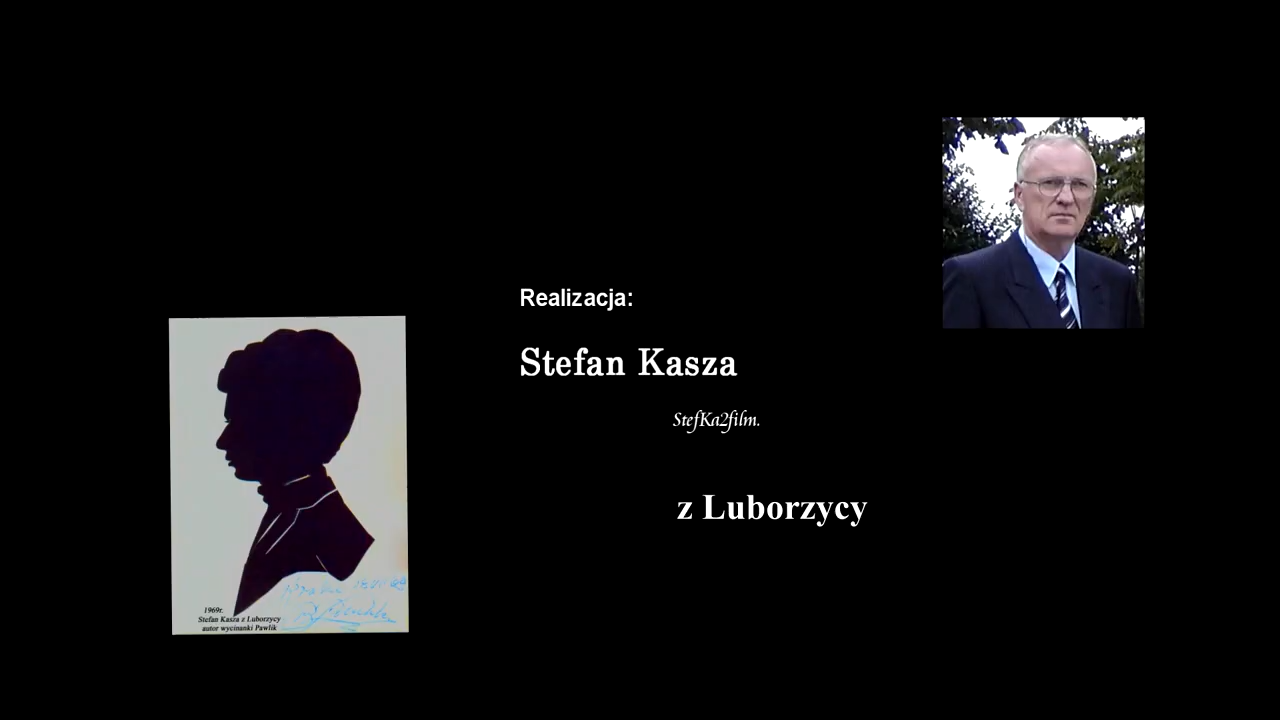 Realizacja:
Stefan Kasza
StefKa2film.
z Luborzycy
1969r.
Stefan Kasza z Luborzycy
autor wycinanki Pawlik